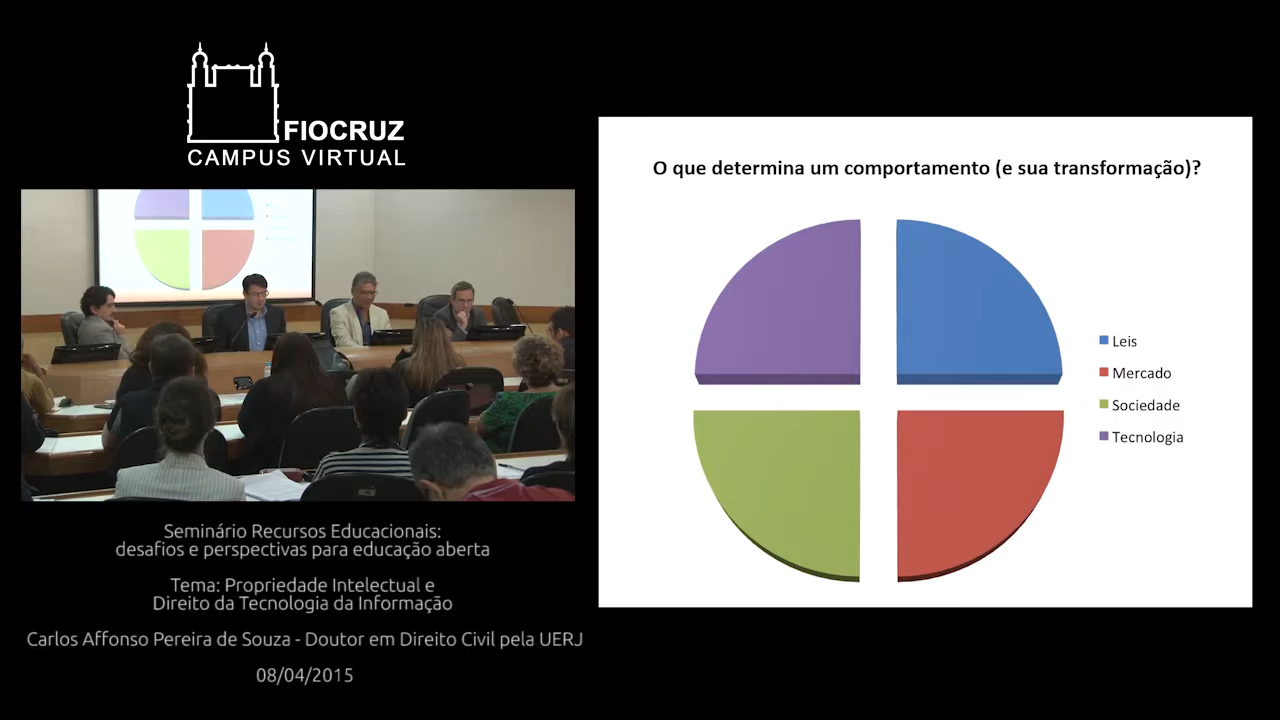 FIOCRUZ
CAMPUS VIRTUAL
Seminário Recursos Educacionais:
desafios e perspectivas para educação aberta
Tema: Propriedade Intelectual e
Direito da Tecnologia da Informação
Carlos Affonso Pereira de Souza - Doutor em Direito Civil pela UERJ
08/04/2015
O que determina um comportamento (e sua transformação)?
Leis
Mercado
Sociedade
Tecnologia